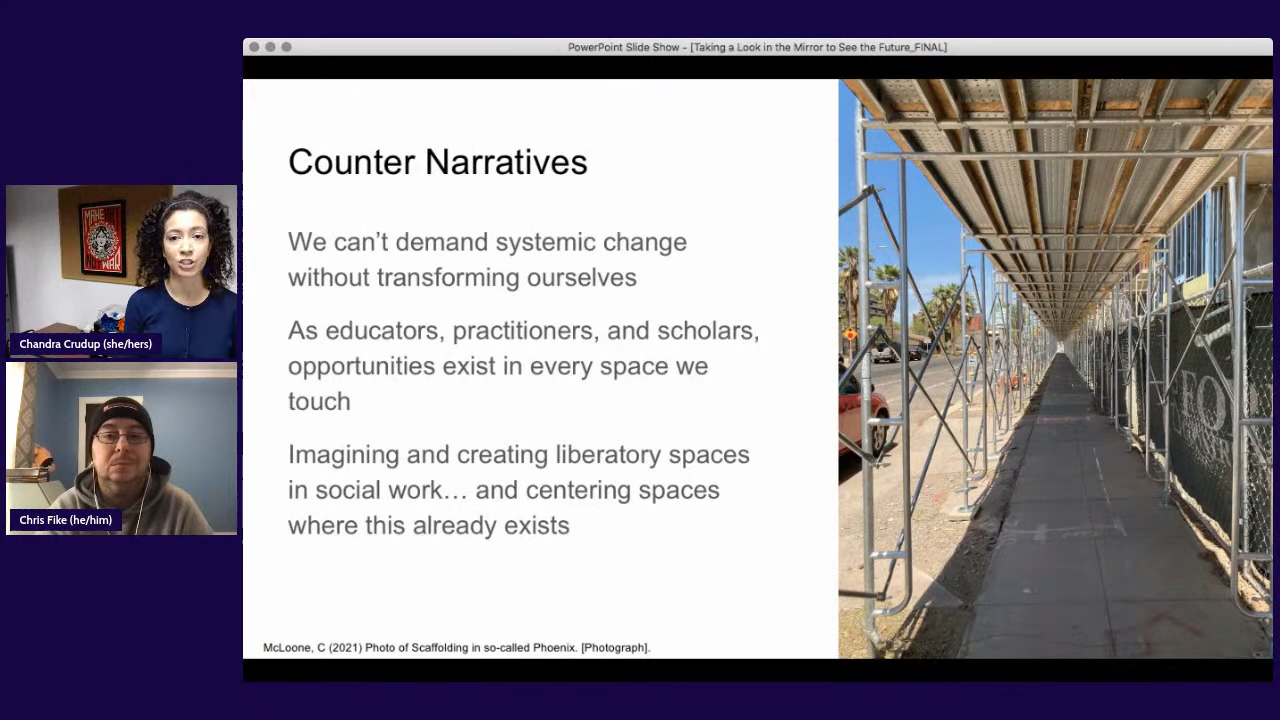 PowerPoint Slide Show - [Taking a Look in the Mirror to See the Future_FINAL]
Counter Narratives
We can’t demand systemic change
without transforming ourselves
As educators, practitioners, and scholars,
opportunities exist in every space we
touch
Imagining and creating liberatory spaces
in social work… and centering spaces
where this already exists
McLoone, C (2021) Photo of Scaffolding in so-called Phoenix. [Photograph].
MAKE
WAR
Chandra Crudup (she/hers)
Chris Fike (he/him)